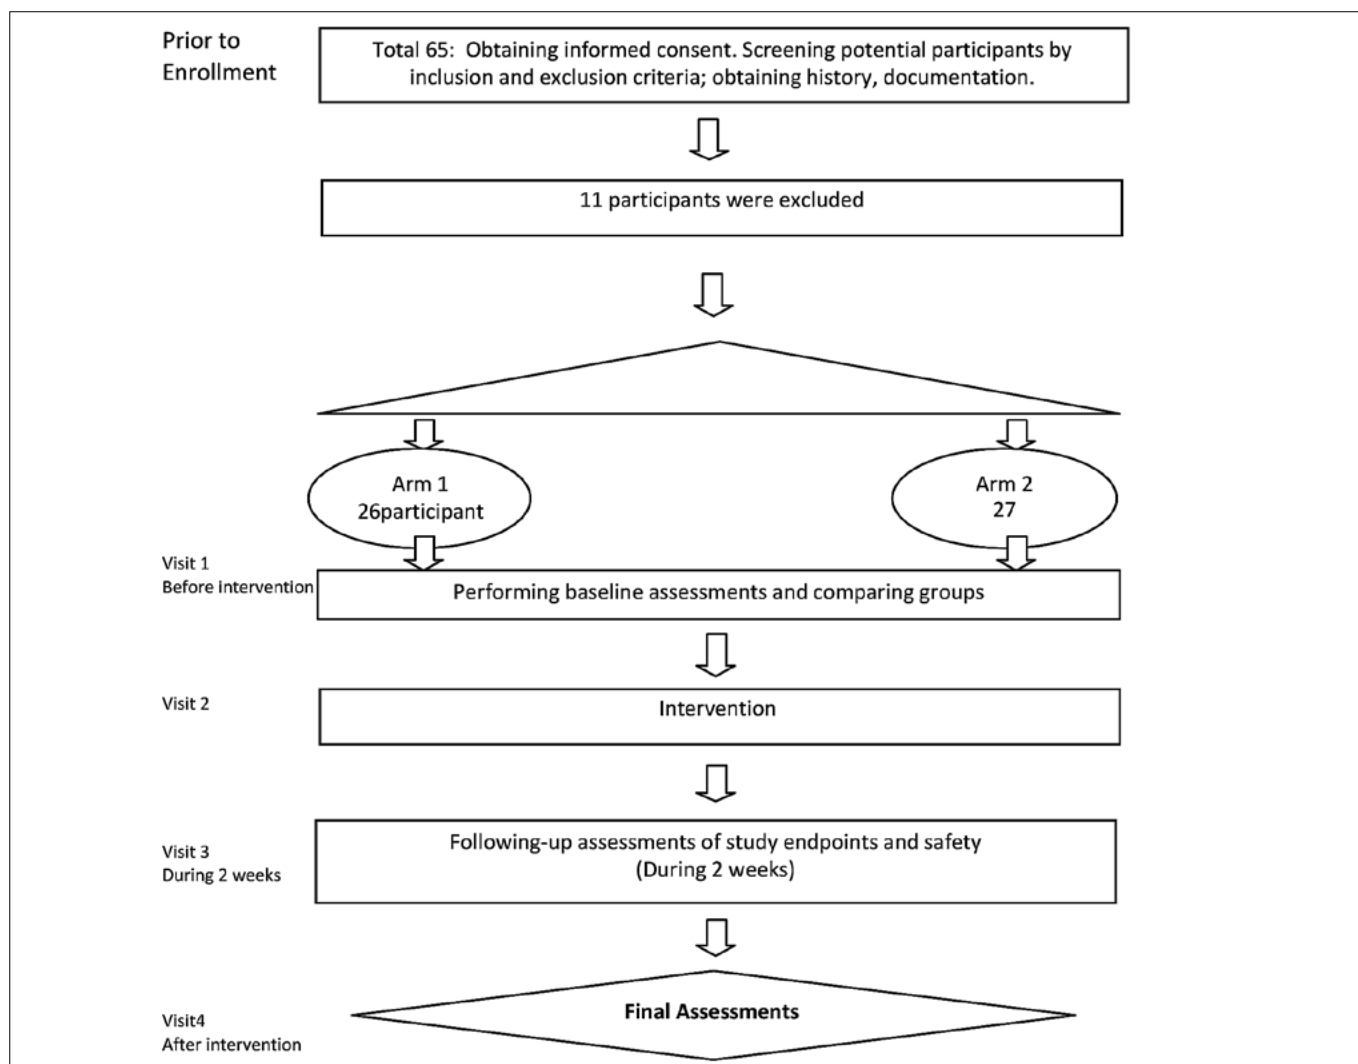 Prior to
Enrollment
Total 65:  Obtaining informed consent. Screening potential participants by
inclusion and exclusion criteria; obtaining history, documentation.
11 participants were excluded
Arm 1
26participant
Arm 2
27
Visit 1
Before intervention
Performing baseline assessments and comparing groups
Visit 2
Intervention
Visit 3
During 2 weeks
Following-up assessments of study endpoints and safety
(During 2 weeks)
Visit4
After intervention
Final Assessments